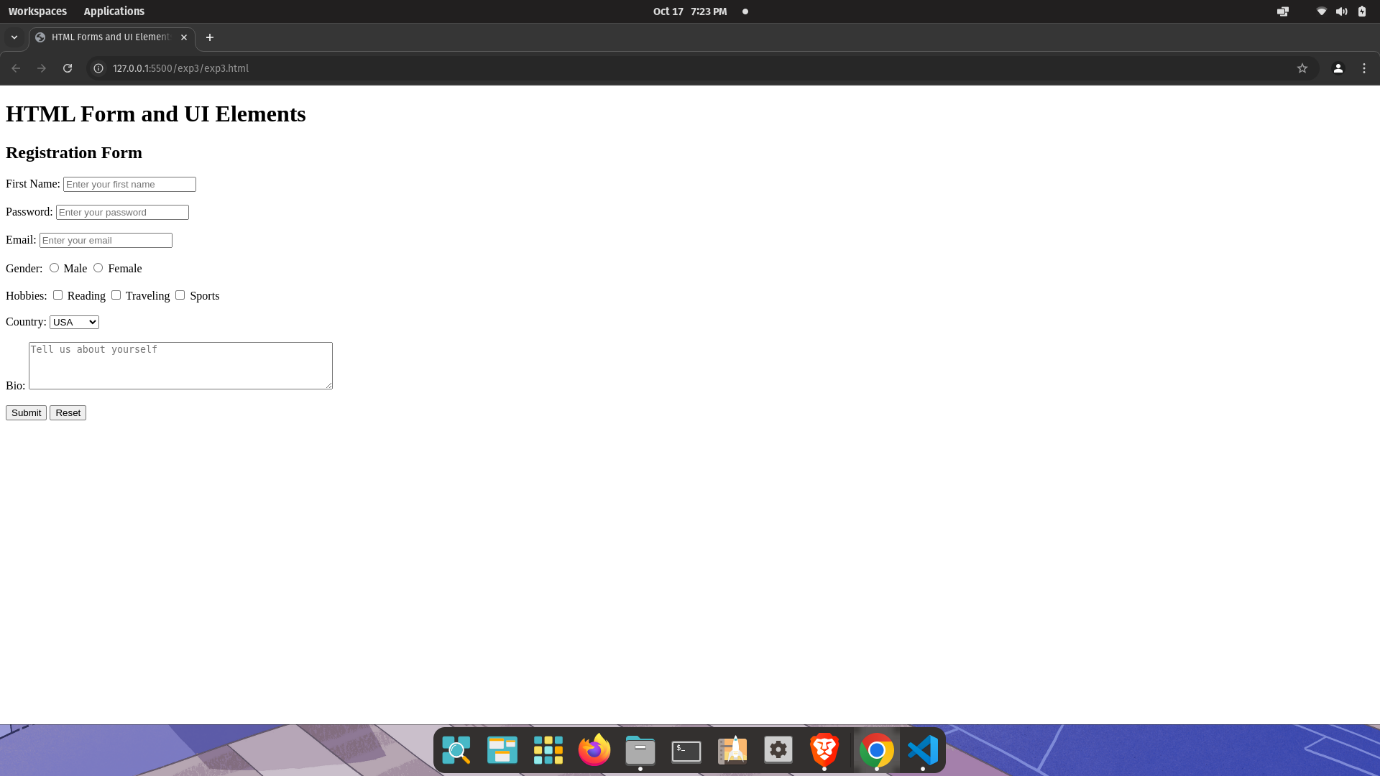 Workspaces Applications Oct 17 7:23 PM
HTML Forms and UI Element
127.0.0.1:5500/exp3/exp3.html
HTML Form and UI Elements
Registration Form
First Name: Enter your first name
Password: Enter your password
Email: Enter your email
Gender: Male Female
Hobbies: Reading Traveling Sports
Country: USA
Tell us about yourself
Bio:
Submit Reset
$_